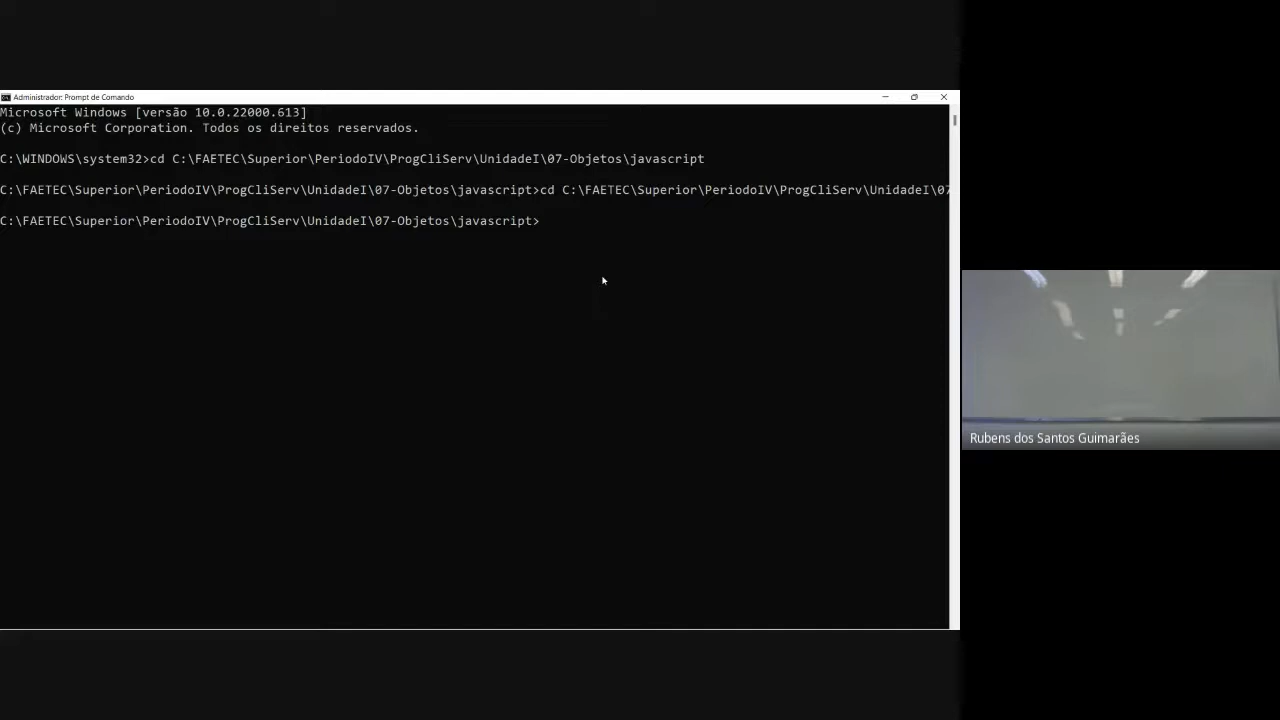 Administrador: Prompt de Comando
Microsoft Windows [versão 10.0.22000.613]
(c) Microsoft Corporation. Todos os direitos reservados.
C:\WINDOWS\system32>cd C:\FAETEC\Superior\PeriodoIV\ProgCliServ\UnidadeI\07-Objetos\javascript
C:\FAETEC\Superior\PeriodoIV\ProgCliServ\UnidadeI\07-Objetos\javascript>cd C:\FAETEC\Superior\PeriodoIV\ProgCliServ\UnidadeI\07
C:\FAETEC\Superior\PeriodoIV\ProgCliServ\UnidadeI\07-Objetos\javascript>
Rubens dos Santos Guimarães